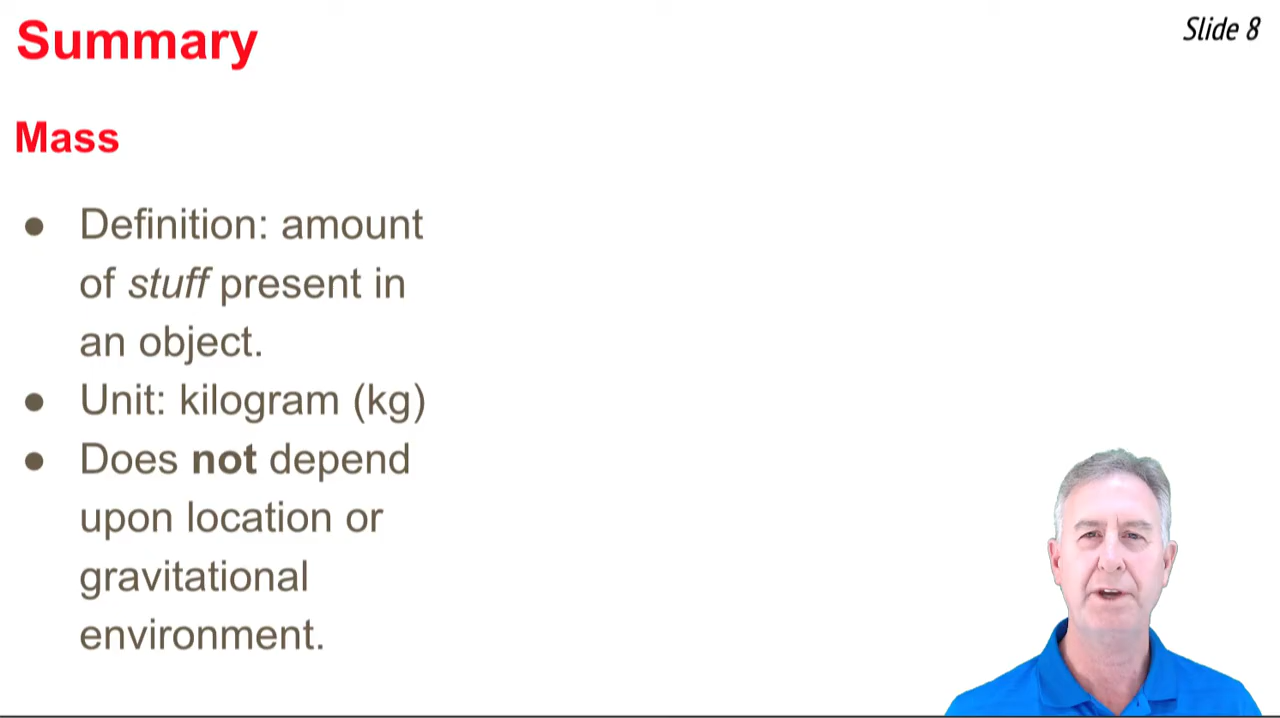 Summary
Slide 8
Mass
● Definition: amount
of stuff present in
an object.
● Unit: kilogram (kg)
● Does not depend
upon location or
gravitational
environment.